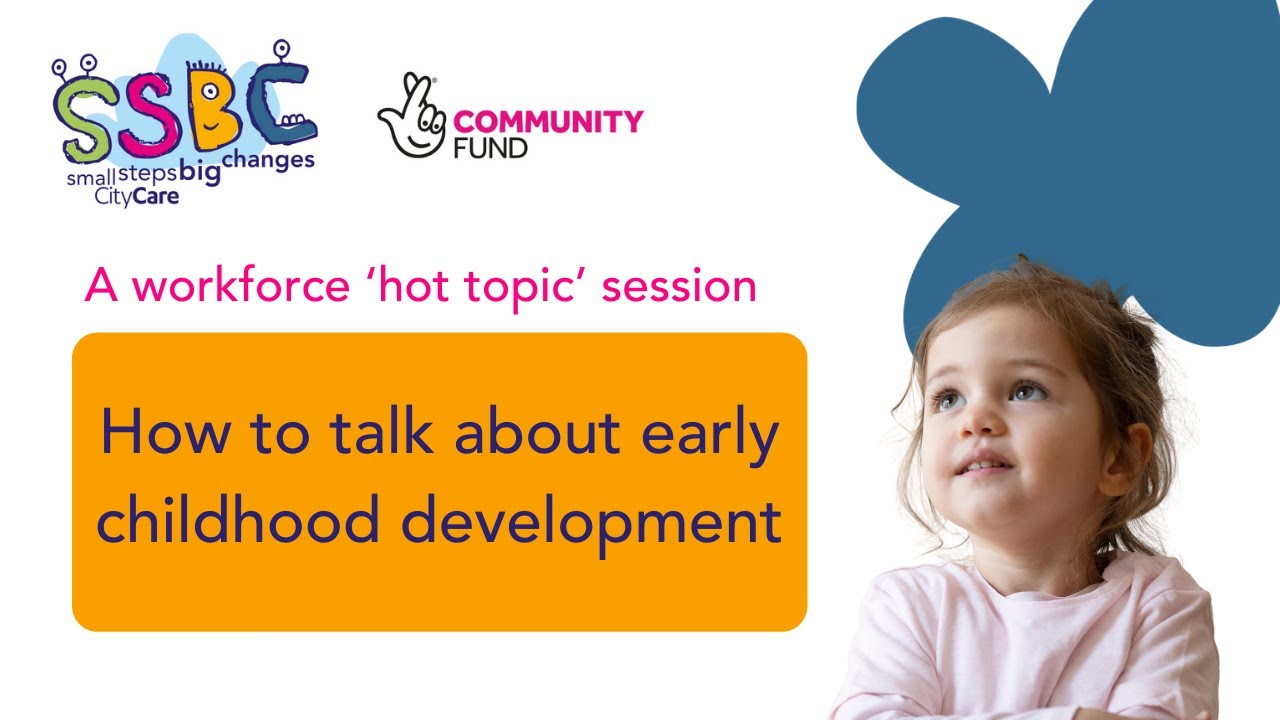 SSBC
small steps big changes
CityCare
COMMUNITY
FUND
A workforce ‘hot topic’ session
How to talk about early
childhood development